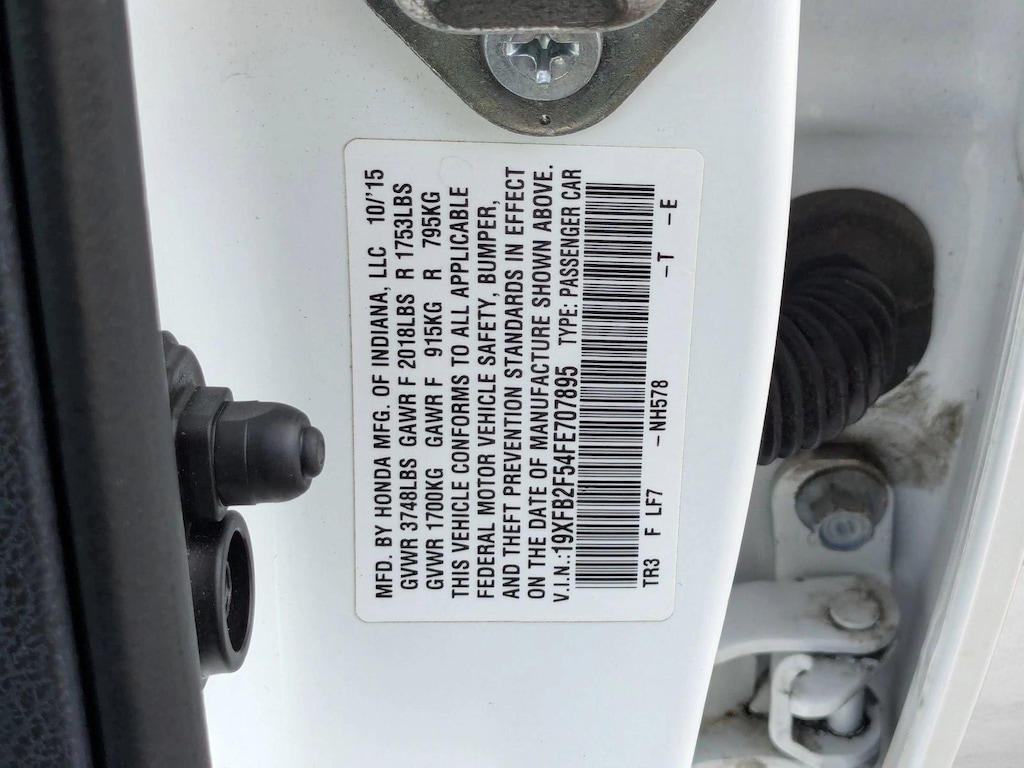 MFD. BY HONDA MFG. OF INDIANA, LLC 10/'15
GVWR 3748LBS GAWR F 2018LBS R 1753LBS
GVWR 1700KG GAWR F 915KG R 795KG
THIS VEHICLE CONFORMS TO ALL APPLICABLE
FEDERAL MOTOR VEHICLE SAFETY, BUMPER,
AND THEFT PREVENTION STANDARDS IN EFFECT
ON THE DATE OF MANUFACTURE SHOWN ABOVE.
V.I.N.:19XFB2F54FE707895 TYPE: PASSENGER CAR
TR3 F LF7 -NH578 -T -E